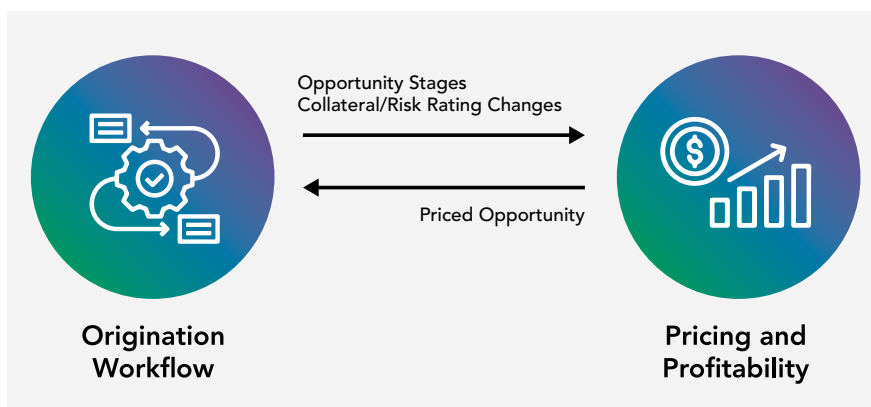 Opportunity Stages
Collateral/Risk Rating Changes
Priced Opportunity
$
Origination
Workflow
Pricing and
Profitability